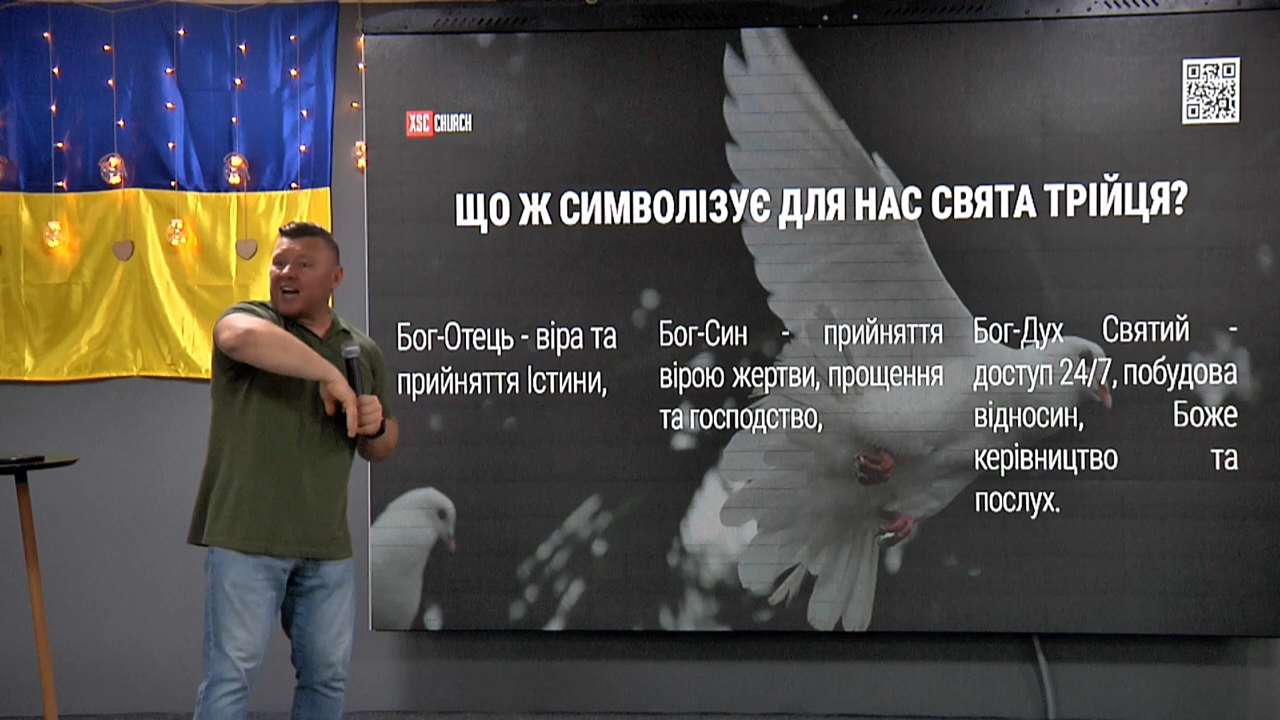 XSC CHURCH
ЩО Ж СИМВОЛІЗУЄ ДЛЯ НАС СВЯТА ТРІЙЦЯ?
Бог-Отець - віра та
прийняття Істини,
Бог-Син - прийняття
вірою жертви, прощення
та господство,
Бог-Дух Святий -
доступ 24/7, побудова
відносин, Боже
керівництво та
послух.